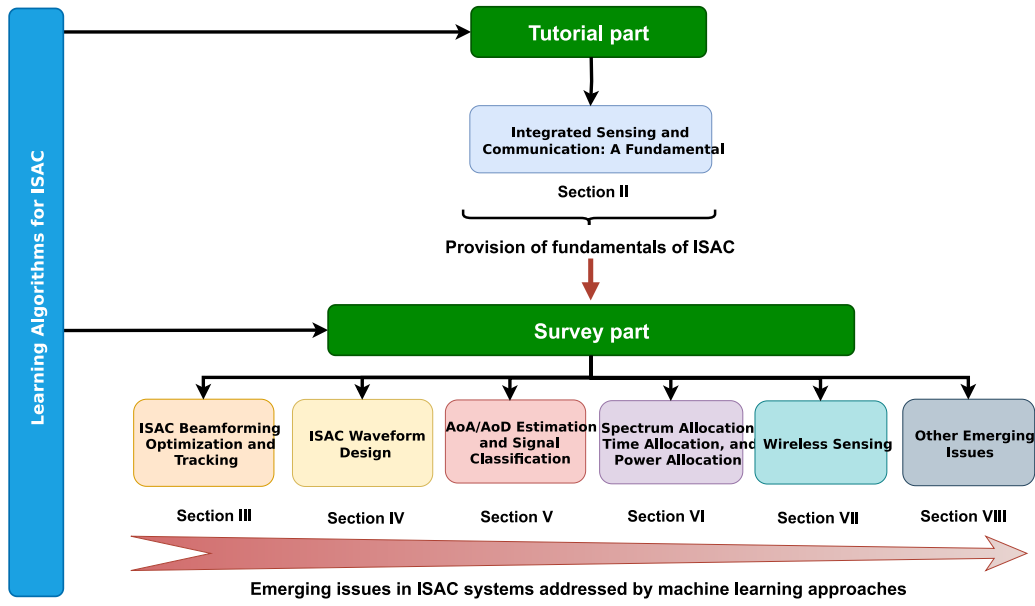 Learning Algorithms for ISAC
Tutorial part
Integrated Sensing and
Communication: A Fundamental
Section II
Provision of fundamentals of ISAC
Survey part
ISAC Beamforming
Optimization and
Tracking
ISAC Waveform
Design
AoA/AoD Estimation
and Signal
Classification
Spectrum Allocation,
Time Allocation, and
Power Allocation
Wireless Sensing
Other Emerging
Issues
Section III
Section IV
Section V
Section VI
Section VII
Section VIII
Emerging issues in ISAC systems addressed by machine learning approaches